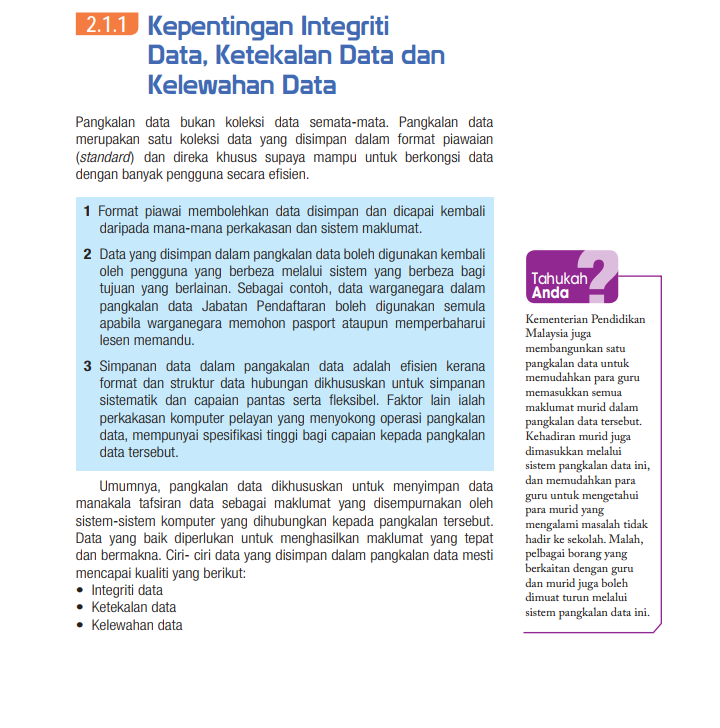 2.1.1 Kepentingan Integriti
Data, Ketekalan Data dan
Kelewahan Data
Pangkalan data bukan koleksi data semata-mata. Pangkalan data
merupakan satu koleksi data yang disimpan dalam format piawaian
(standard) dan direka khusus supaya mampu untuk berkongsi data
dengan banyak pengguna secara efisien.
1 Format piawai membolehkan data disimpan dan dicapai kembali
daripada mana-mana perkakasan dan sistem maklumat.
2 Data yang disimpan dalam pangkalan data boleh digunakan kembali
oleh pengguna yang berbeza melalui sistem yang berbeza bagi
tujuan yang berlainan. Sebagai contoh, data warganegara dalam
pangkalan data Jabatan Pendaftaran boleh digunakan semula
apabila warganegara memohon pasport ataupun memperbaharui
lesen memandu.
3 Simpanan data dalam pangakalan data adalah efisien kerana
format dan struktur data hubungan dikhususkan untuk simpanan
sistematik dan capaian pantas serta fleksibel. Faktor lain ialah
perkakasan komputer pelayan yang menyokong operasi pangkalan
data, mempunyai spesifikasi tinggi bagi capaian kepada pangkalan
data tersebut.
Umumnya, pangkalan data dikhususkan untuk menyimpan data
manakala tafsiran data sebagai maklumat yang disempurnakan oleh
sistem-sistem komputer yang dihubungkan kepada pangkalan tersebut.
Data yang baik diperlukan untuk menghasilkan maklumat yang tepat
dan bermakna. Ciri- ciri data yang disimpan dalam pangkalan data mesti
mencapai kualiti yang berikut:
• Integriti data
• Ketekalan data
• Kelewahan data
Tahukah
Anda ?
Kementerian Pendidikan
Malaysia juga
membangunkan satu
pangkalan data untuk
memudahkan para guru
memasukkan semua
maklumat murid dalam
pangkalan data tersebut.
Kehadiran murid juga
dimasukkan melalui
sistem pangkalan data ini,
dan memudahkan para
guru untuk mengetahui
para murid yang
mengalami masalah tidak
hadir ke sekolah. Malah,
pelbagai borang yang
berkaitan dengan guru
dan murid juga boleh
dimuat turun melalui
sistem pangkalan data ini.